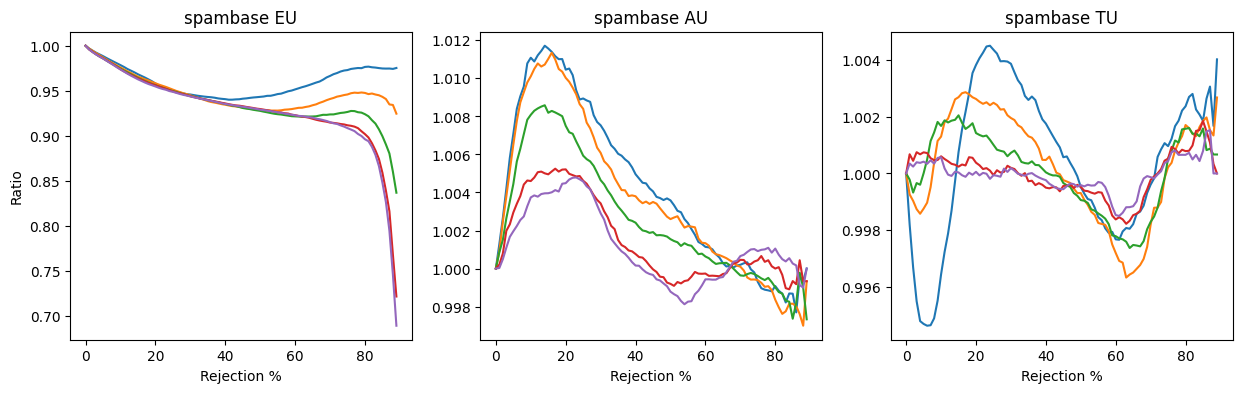 spambase EU
spambase AU
spambase TU
Ratio
1.00
0.95
0.90
0.85
0.80
0.75
0.70
0 20 40 60 80
Rejection %
1.012
1.010
1.008
1.006
1.004
1.002
1.000
0.998
0 20 40 60 80
Rejection %
1.004
1.002
1.000
0.998
0.996
0 20 40 60 80
Rejection %